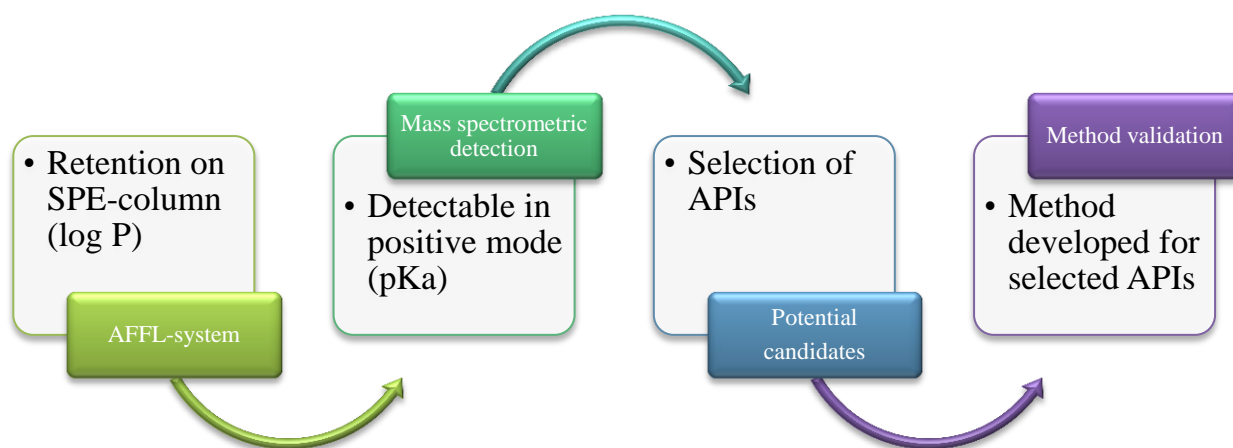 • Retention on
SPE-column
(log P)
AFFL-system
Mass spectrometric
detection
• Detectable in
positive mode
(pKa)
• Selection of
APIs
Potential
candidates
Method validation
• Method
developed for
selected APIs